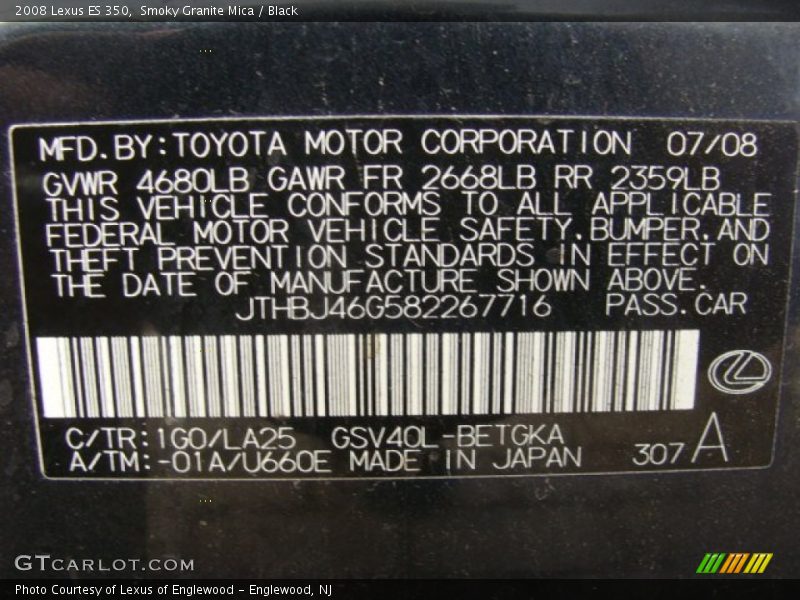 2008 Lexus ES 350, Smoky Granite Mica / Black
MFD.BY:TOYOTA MOTOR CORPORATION 07/08
GVWR 4680LB GAWR FR 2668LB RR 2359LB
THIS VEHICLE CONFORMS TO ALL APPLICABLE
FEDERAL MOTOR VEHICLE SAFETY,BUMPER,AND
THEFT PREVENTION STANDARDS IN EFFECT ON
THE DATE OF MANUFACTURE SHOWN ABOVE.
JTHBJ46G582267716 PASS.CAR
C/TR:1G0/LA25 GSV40L-BETGKA
A/TM:-01A/U660E MADE IN JAPAN 307 A
GTCARLOT.COM
Photo Courtesy of Lexus of Englewood - Englewood, NJ